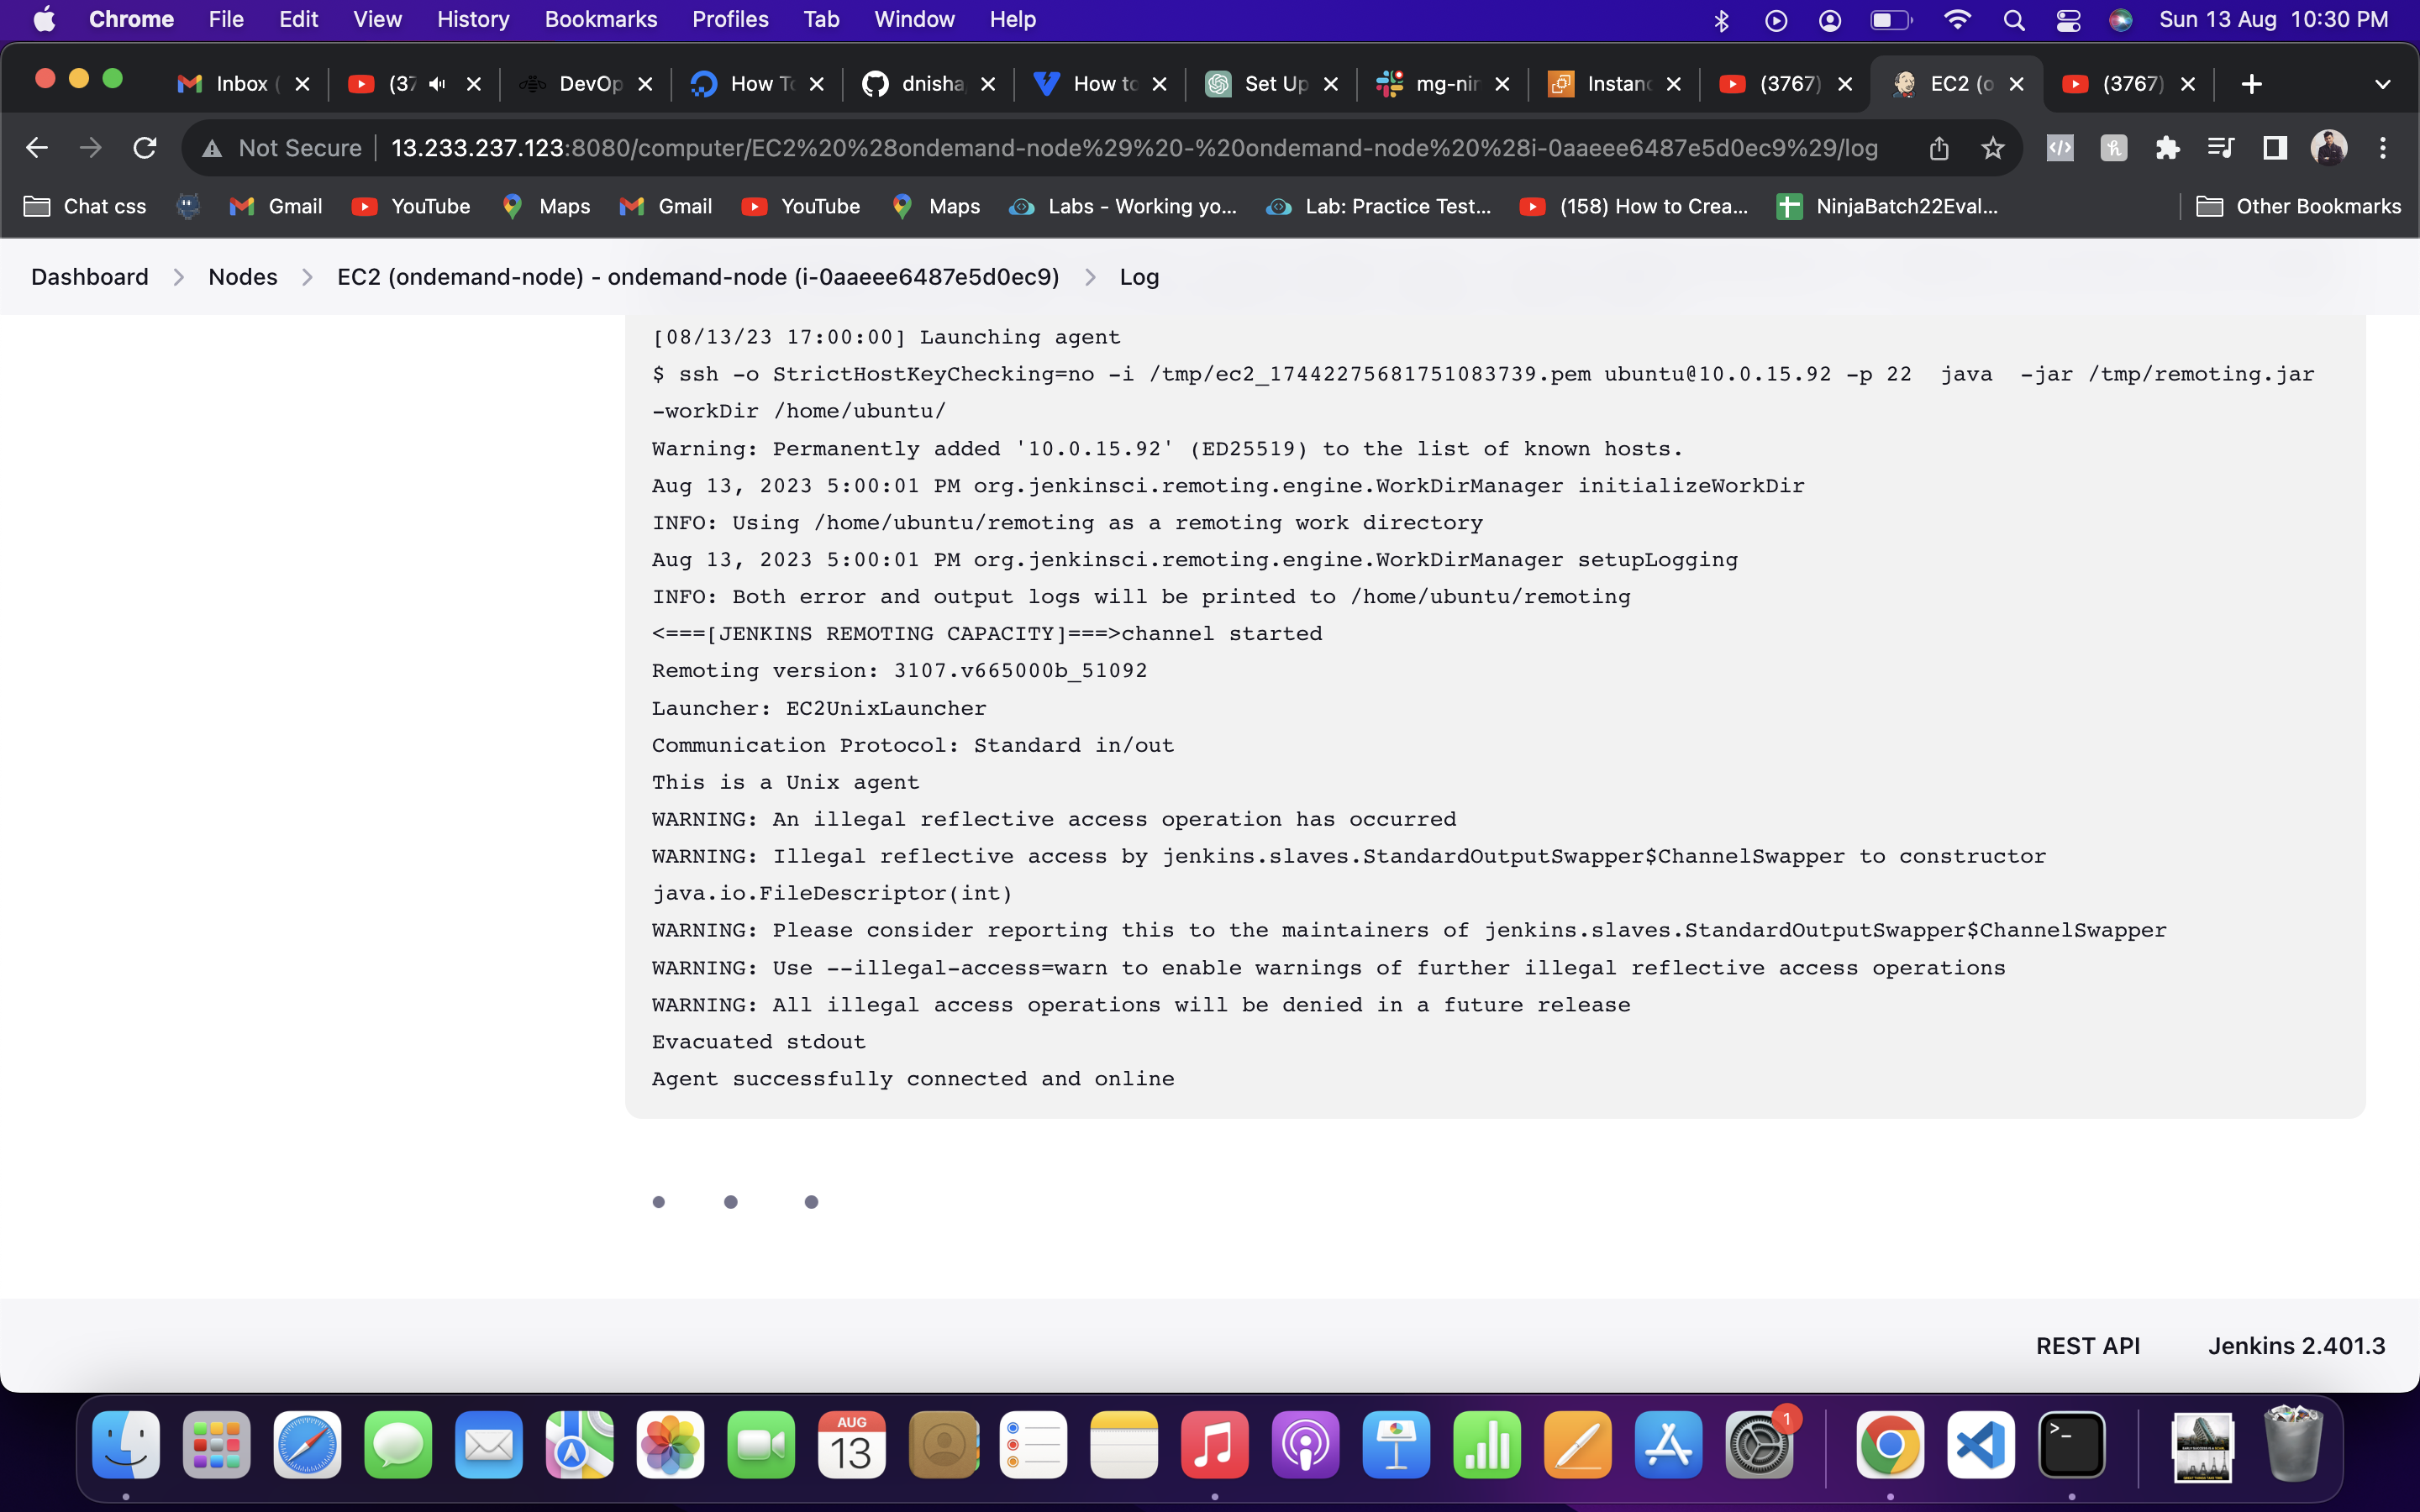 Chrome File Edit View History Bookmarks Profiles Tab Window Help Sun 13 Aug 10:30 PM
Inbox ( (37 DevOp How To dnisha How to Set Up mg-nin Instanc (3767) EC2 (o (3767)
Not Secure 13.233.237.123:8080/computer/EC2%20%28ondemand-node%29%20-%20ondemand-node%20%28i-0aaeee6487e5d0ec9%29/log
Chat css Gmail YouTube Maps Gmail YouTube Maps Labs - Working yo... Lab: Practice Test... (158) How to Crea... NinjaBatch22Eval... Other Bookmarks
Dashboard Nodes EC2 (ondemand-node) - ondemand-node (i-0aaeee6487e5d0ec9) Log
[08/13/23 17:00:00] Launching agent
$ ssh -o StrictHostKeyChecking=no -i /tmp/ec2_17442275681751083739.pem ubuntu@10.0.15.92 -p 22  java  -jar /tmp/remoting.jar
-workDir /home/ubuntu/
Warning: Permanently added '10.0.15.92' (ED25519) to the list of known hosts.
Aug 13, 2023 5:00:01 PM org.jenkinsci.remoting.engine.WorkDirManager initializeWorkDir
INFO: Using /home/ubuntu/remoting as a remoting work directory
Aug 13, 2023 5:00:01 PM org.jenkinsci.remoting.engine.WorkDirManager setupLogging
INFO: Both error and output logs will be printed to /home/ubuntu/remoting
<===[JENKINS REMOTING CAPACITY]===>channel started
Remoting version: 3107.v665000b_51092
Launcher: EC2UnixLauncher
Communication Protocol: Standard in/out
This is a Unix agent
WARNING: An illegal reflective access operation has occurred
WARNING: Illegal reflective access by jenkins.slaves.StandardOutputSwapper$ChannelSwapper to constructor
java.io.FileDescriptor(int)
WARNING: Please consider reporting this to the maintainers of jenkins.slaves.StandardOutputSwapper$ChannelSwapper
WARNING: Use --illegal-access=warn to enable warnings of further illegal reflective access operations
WARNING: All illegal access operations will be denied in a future release
Evacuated stdout
Agent successfully connected and online
REST API Jenkins 2.401.3
AUG
13
1